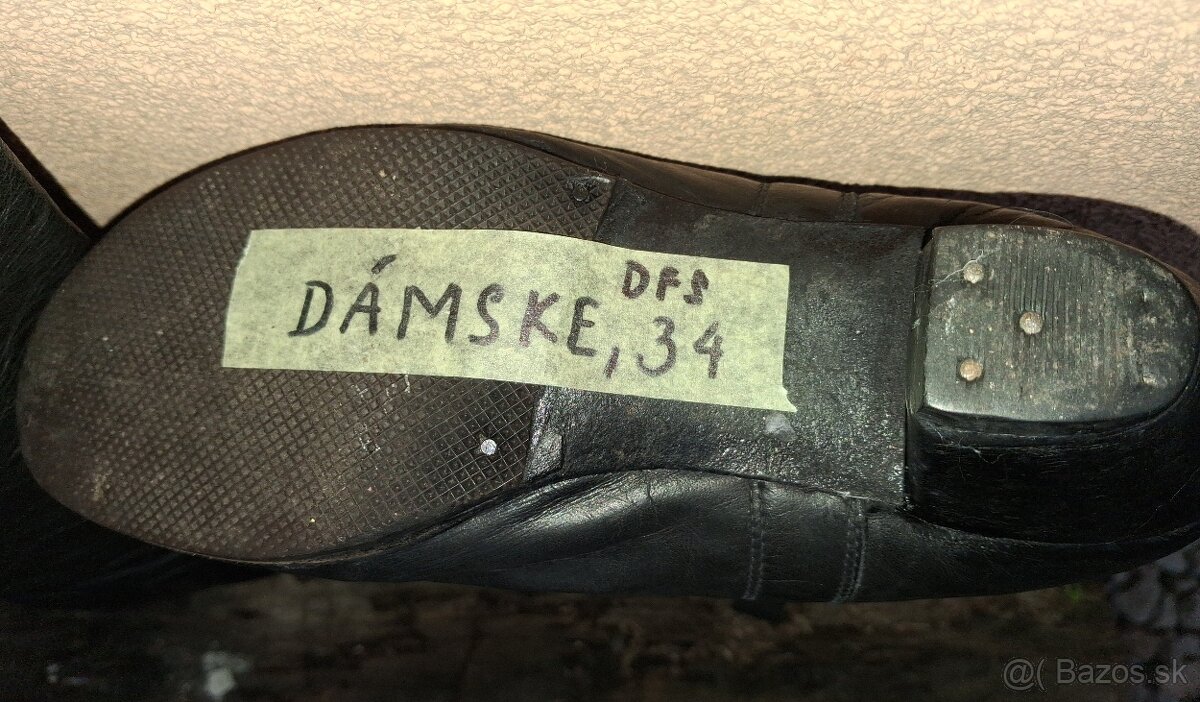 DFS
DÁMSKE, 34
@( Bazos.sk